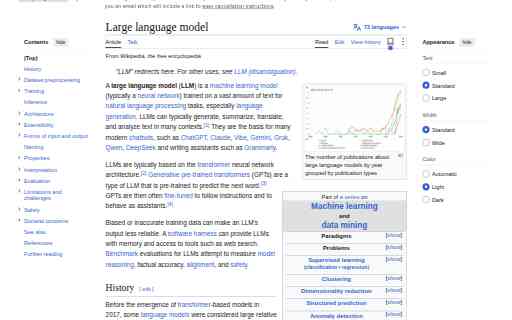 you an email which will include a link to easy cancellation instructions.
Large language model
72 languages
Article Talk
Read Edit View history
From Wikipedia, the free encyclopedia
"LLM" redirects here. For other uses, see LLM (disambiguation).
A large language model (LLM) is a machine learning model
(typically a neural network) trained on a vast amount of text for
natural language processing tasks, especially language
generation. LLMs can typically generate, summarize, translate,
and analyze text in many contexts.[1] They are the basis for many
modern chatbots, such as ChatGPT, Claude, Vibe, Gemini, Grok,
Qwen, DeepSeek and writing assistants such as Grammarly.
LLMs are typically based on the transformer neural network
architecture.[2] Generative pre-trained transformers (GPTs) are a
type of LLM that is pre-trained to predict the next word.[3]
GPTs are then often fine-tuned to follow instructions and to
behave as assistants.[4]
Biased or inaccurate training data can make an LLM's
output less reliable. A software harness can provide LLMs
with memory and access to tools such as web search.
Benchmark evaluations for LLMs attempt to measure model
reasoning, factual accuracy, alignment, and safety.
History [edit]
Before the emergence of transformer-based models in
2017, some language models were considered large relative
The number of publications about
large language models by year
grouped by publication types
Part of a series on
Machine learning
and
data mining
Paradigms [show]
Problems [show]
Supervised learning [show]
(classification • regression)
Clustering [show]
Dimensionality reduction [show]
Structured prediction [show]
Anomaly detection [show]
Contents hide
(Top)
History
Dataset preprocessing
Training
Inference
Architecture
Extensibility
Forms of input and output
Naming
Properties
Interpretation
Evaluation
Limitations and
challenges
Safety
Societal concerns
See also
References
Further reading
Appearance hide
Text
Small
Standard
Large
Width
Standard
Wide
Color
Automatic
Light
Dark